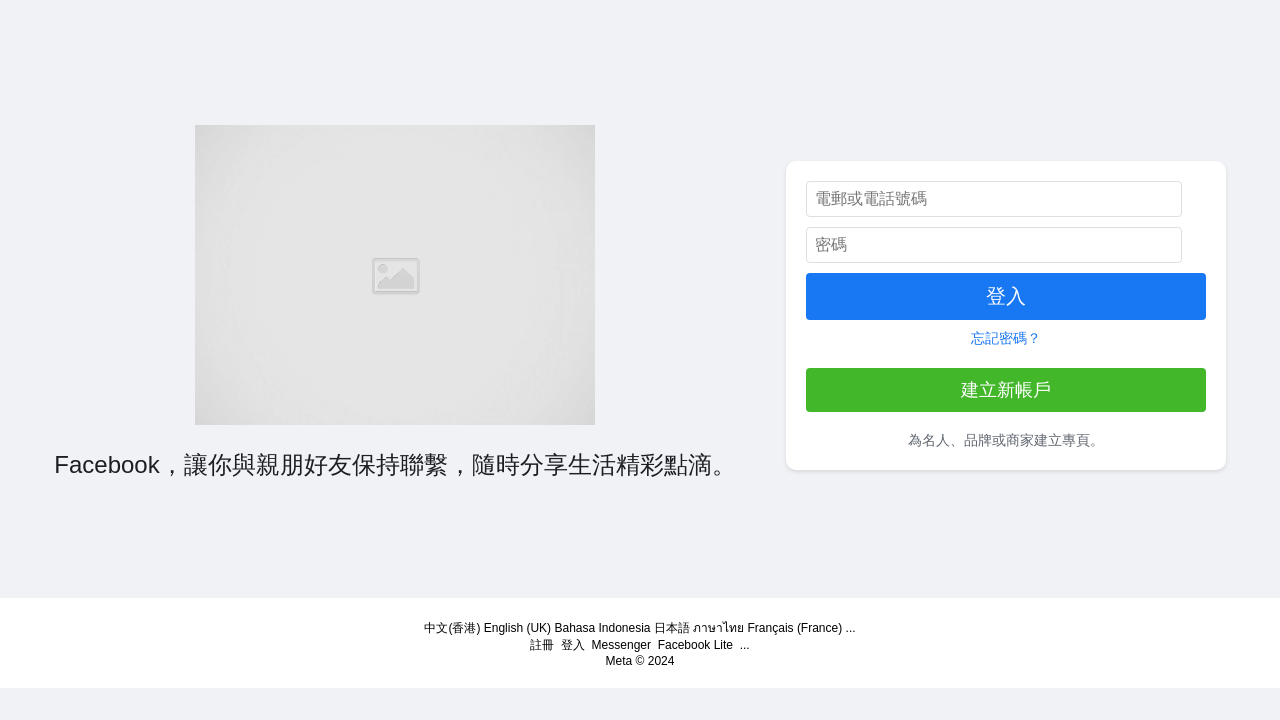 電郵或電話號碼
密碼
登入
忘記密碼？
建立新帳戶
為名人、品牌或商家建立專頁。
Facebook，讓你與親朋好友保持聯繫，隨時分享生活精彩點滴。
中文(香港) English (UK) Bahasa Indonesia 日本語 ภาษาไทย Français (France) ...
註冊 登入 Messenger Facebook Lite ...
Meta © 2024